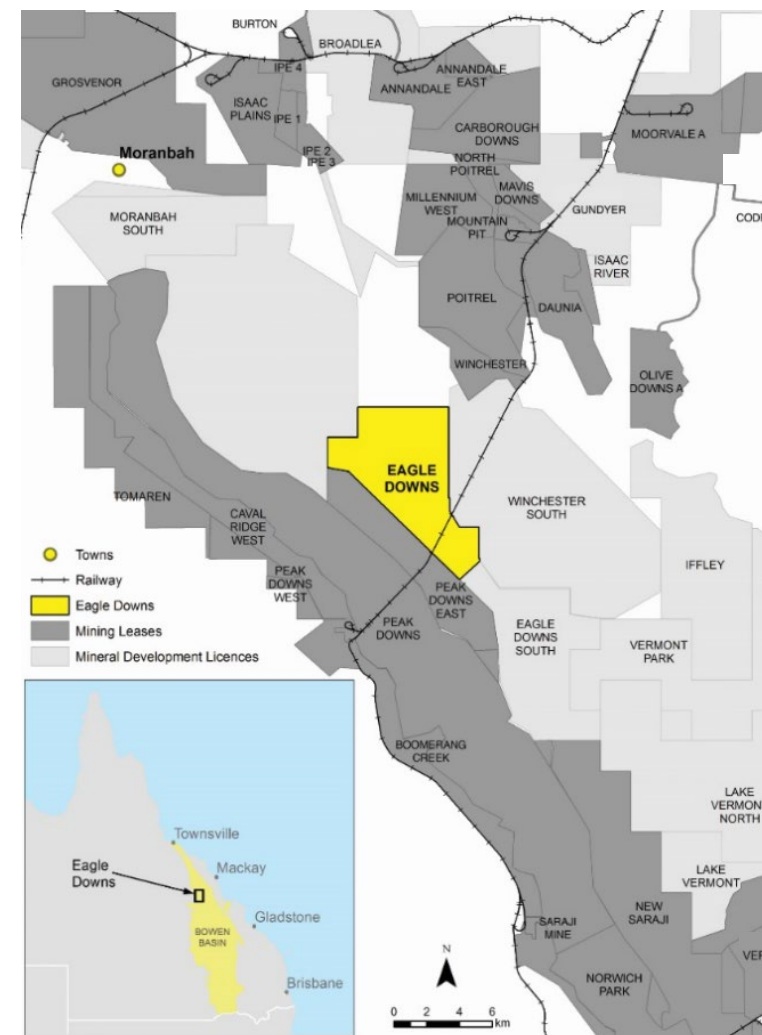 BURTON
BROADLEA
GROSVENOR
IPE 4
ANNANDALE
EAST
ANNANDALE
ISAAC
PLAINS
IPE 1
CARBOROUGH
DOWNS
MOORVALE A
Moranbah
IPE 2
IPE 3
NORTH
POITREL
MILLENNIUM
WEST
MAVIS
DOWNS
MORANBAH
SOUTH
MOUNTAIN
PIT
GUNDYER
ISAAC
RIVER
POITREL
DAUNIA
WINCHESTER
OLIVE
DOWNS A
EAGLE
DOWNS
TOMAREN
CAVAL
RIDGE
WEST
WINCHESTER
SOUTH
IFFLEY
PEAK
DOWNS
WEST
PEAK
DOWNS
EAST
PEAK
DOWNS
EAGLE
DOWNS
SOUTH
VERMONT
PARK
Towns
Railway
Eagle Downs
Mining Leases
Mineral Development Licences
BOOMERANG
CREEK
LAKE
VERMONT
NORTH
LAKE
VERMONT
NEW
SARAJI
SARAJI
MINE
NORWICH
PARK
Townsville
Eagle
Downs
Mackay
Gladstone
BOWEN
BASIN
Brisbane
N
0 2 4 6
km